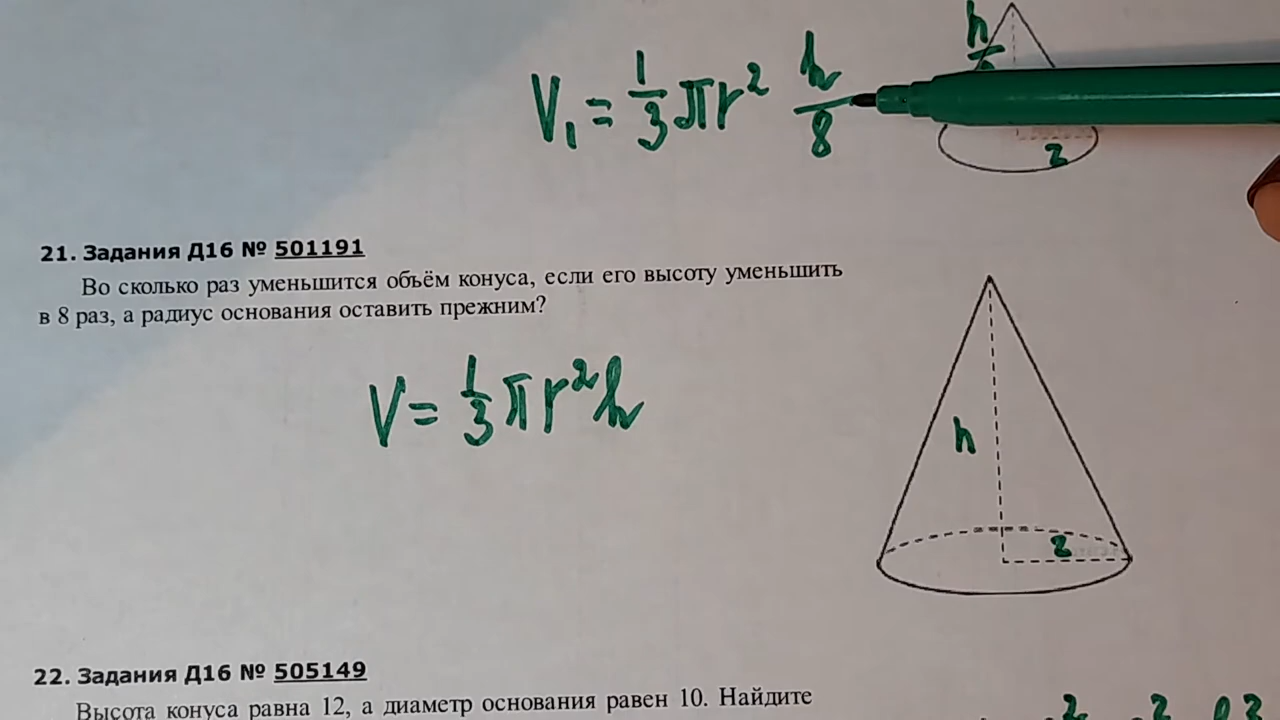 V₁ = 1/3 πr² h/8
h
r
21. Задания Д16 № 501191
Во сколько раз уменьшится объём конуса, если его высоту уменьшить
в 8 раз, а радиус основания оставить прежним?
V = 1/3 πr²h
h
r
22. Задания Д16 № 505149
Высота конуса равна 12, а диаметр основания равен 10. Найдите